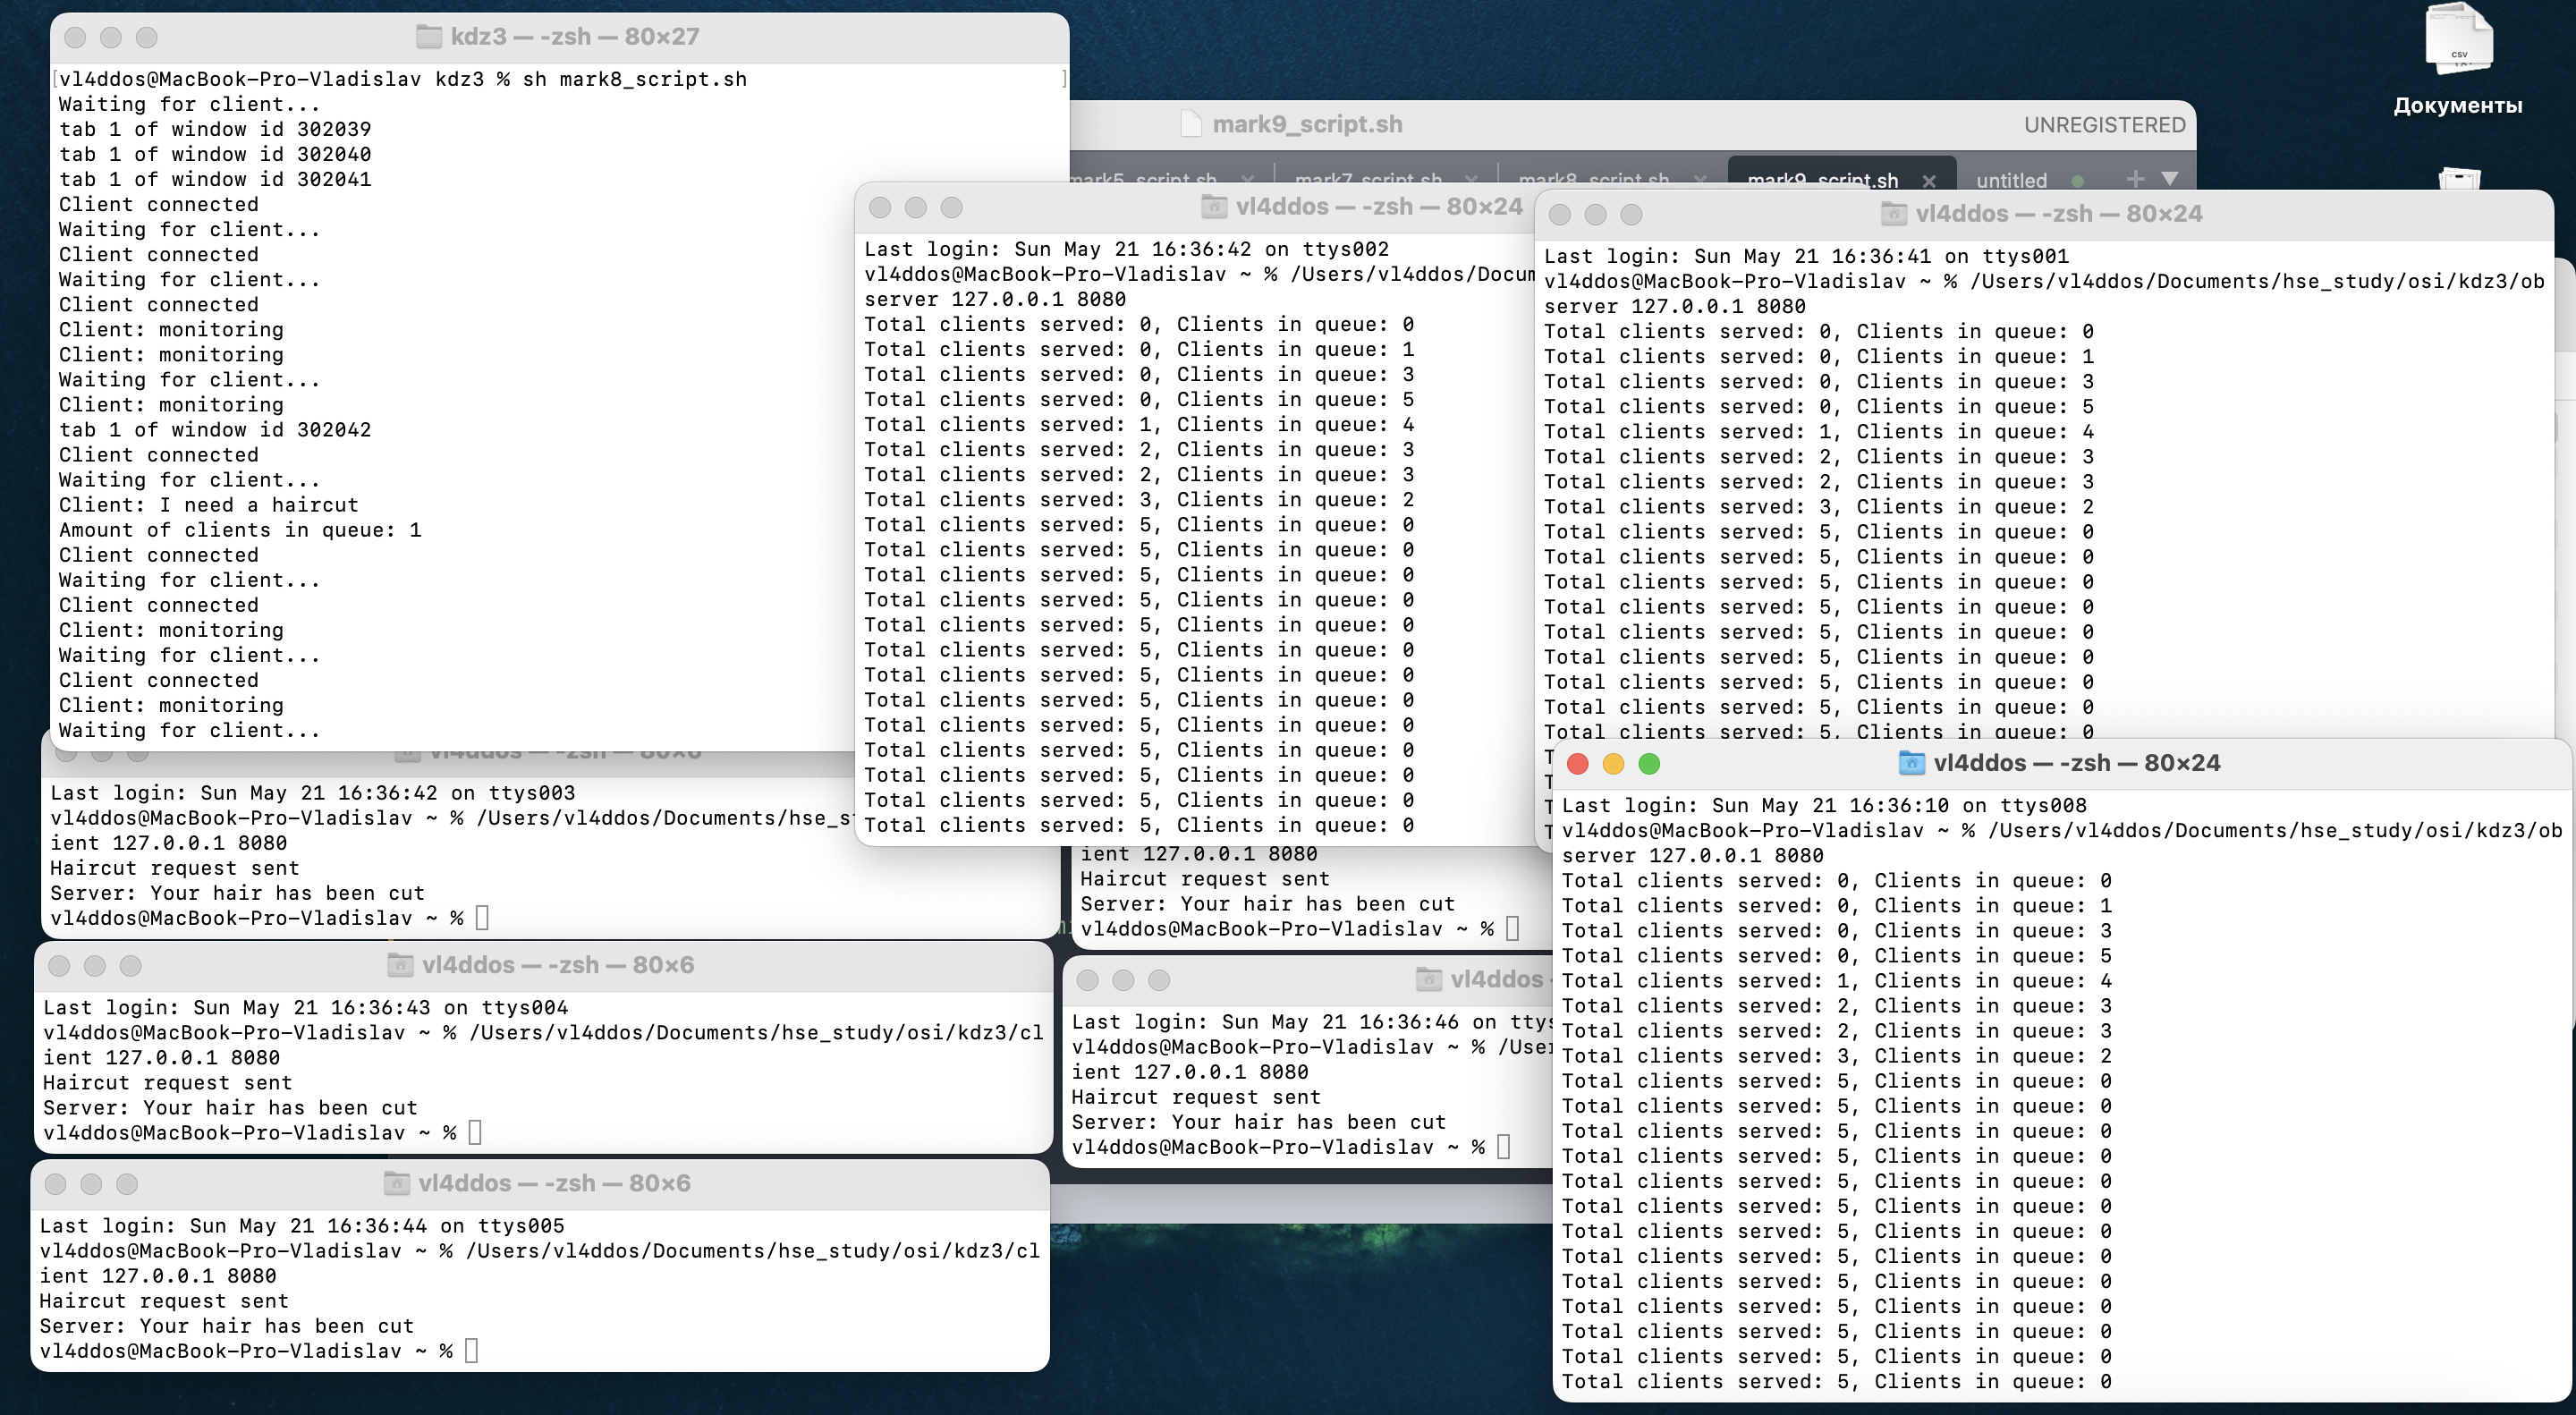 kdz3 — -zsh — 80×27
[vl4ddos@MacBook-Pro-Vladislav kdz3 % sh mark8_script.sh ]
Waiting for client...
tab 1 of window id 302039
tab 1 of window id 302040
tab 1 of window id 302041
Client connected
Waiting for client...
Client connected
Waiting for client...
Client connected
Client: monitoring
Client: monitoring
Waiting for client...
Client: monitoring
tab 1 of window id 302042
Client connected
Waiting for client...
Client: I need a haircut
Amount of clients in queue: 1
Client connected
Waiting for client...
Client connected
Client: monitoring
Waiting for client...
Client connected
Client: monitoring
Waiting for client...
CSV
Документы
mark9_script.sh
UNREGISTERED
mark5_script.sh mark7_script.sh mark8_script.sh mark9_script.sh untitled
vl4ddos — -zsh — 80×24
Last login: Sun May 21 16:36:42 on ttys002
vl4ddos@MacBook-Pro-Vladislav ~ % /Users/vl4ddos/Docum
server 127.0.0.1 8080
Total clients served: 0, Clients in queue: 0
Total clients served: 0, Clients in queue: 1
Total clients served: 0, Clients in queue: 3
Total clients served: 0, Clients in queue: 5
Total clients served: 1, Clients in queue: 4
Total clients served: 2, Clients in queue: 3
Total clients served: 2, Clients in queue: 3
Total clients served: 3, Clients in queue: 2
Total clients served: 5, Clients in queue: 0
Total clients served: 5, Clients in queue: 0
Total clients served: 5, Clients in queue: 0
Total clients served: 5, Clients in queue: 0
Total clients served: 5, Clients in queue: 0
Total clients served: 5, Clients in queue: 0
Total clients served: 5, Clients in queue: 0
Total clients served: 5, Clients in queue: 0
Total clients served: 5, Clients in queue: 0
Total clients served: 5, Clients in queue: 0
Total clients served: 5, Clients in queue: 0
Total clients served: 5, Clients in queue: 0
Total clients served: 5, Clients in queue: 0
vl4ddos — -zsh — 80×24
Last login: Sun May 21 16:36:41 on ttys001
vl4ddos@MacBook-Pro-Vladislav ~ % /Users/vl4ddos/Documents/hse_study/osi/kdz3/ob
server 127.0.0.1 8080
Total clients served: 0, Clients in queue: 0
Total clients served: 0, Clients in queue: 1
Total clients served: 0, Clients in queue: 3
Total clients served: 0, Clients in queue: 5
Total clients served: 1, Clients in queue: 4
Total clients served: 2, Clients in queue: 3
Total clients served: 2, Clients in queue: 3
Total clients served: 3, Clients in queue: 2
Total clients served: 5, Clients in queue: 0
Total clients served: 5, Clients in queue: 0
Total clients served: 5, Clients in queue: 0
Total clients served: 5, Clients in queue: 0
Total clients served: 5, Clients in queue: 0
Total clients served: 5, Clients in queue: 0
Total clients served: 5, Clients in queue: 0
Total clients served: 5, Clients in queue: 0
Total clients served: 5, Clients in queue: 0
vl4ddos — -zsh — 80×6
Last login: Sun May 21 16:36:42 on ttys003
vl4ddos@MacBook-Pro-Vladislav ~ % /Users/vl4ddos/Documents/hse_s
ient 127.0.0.1 8080
Haircut request sent
Server: Your hair has been cut
vl4ddos@MacBook-Pro-Vladislav ~ %
vl4ddos — -zsh — 80×6
Last login: Sun May 21 16:36:43 on ttys004
vl4ddos@MacBook-Pro-Vladislav ~ % /Users/vl4ddos/Documents/hse_study/osi/kdz3/cl
ient 127.0.0.1 8080
Haircut request sent
Server: Your hair has been cut
vl4ddos@MacBook-Pro-Vladislav ~ %
vl4ddos — -zsh — 80×6
Last login: Sun May 21 16:36:44 on ttys005
vl4ddos@MacBook-Pro-Vladislav ~ % /Users/vl4ddos/Documents/hse_study/osi/kdz3/cl
ient 127.0.0.1 8080
Haircut request sent
Server: Your hair has been cut
vl4ddos@MacBook-Pro-Vladislav ~ %
ient 127.0.0.1 8080
Haircut request sent
Server: Your hair has been cut
vl4ddos@MacBook-Pro-Vladislav ~ %
vl4ddos
Last login: Sun May 21 16:36:46 on ttys
vl4ddos@MacBook-Pro-Vladislav ~ % /User
ient 127.0.0.1 8080
Haircut request sent
Server: Your hair has been cut
vl4ddos@MacBook-Pro-Vladislav ~ %
vl4ddos — -zsh — 80×24
Last login: Sun May 21 16:36:10 on ttys008
vl4ddos@MacBook-Pro-Vladislav ~ % /Users/vl4ddos/Documents/hse_study/osi/kdz3/ob
server 127.0.0.1 8080
Total clients served: 0, Clients in queue: 0
Total clients served: 0, Clients in queue: 1
Total clients served: 0, Clients in queue: 3
Total clients served: 0, Clients in queue: 5
Total clients served: 1, Clients in queue: 4
Total clients served: 2, Clients in queue: 3
Total clients served: 2, Clients in queue: 3
Total clients served: 3, Clients in queue: 2
Total clients served: 5, Clients in queue: 0
Total clients served: 5, Clients in queue: 0
Total clients served: 5, Clients in queue: 0
Total clients served: 5, Clients in queue: 0
Total clients served: 5, Clients in queue: 0
Total clients served: 5, Clients in queue: 0
Total clients served: 5, Clients in queue: 0
Total clients served: 5, Clients in queue: 0
Total clients served: 5, Clients in queue: 0
Total clients served: 5, Clients in queue: 0
Total clients served: 5, Clients in queue: 0
Total clients served: 5, Clients in queue: 0
Total clients served: 5, Clients in queue: 0